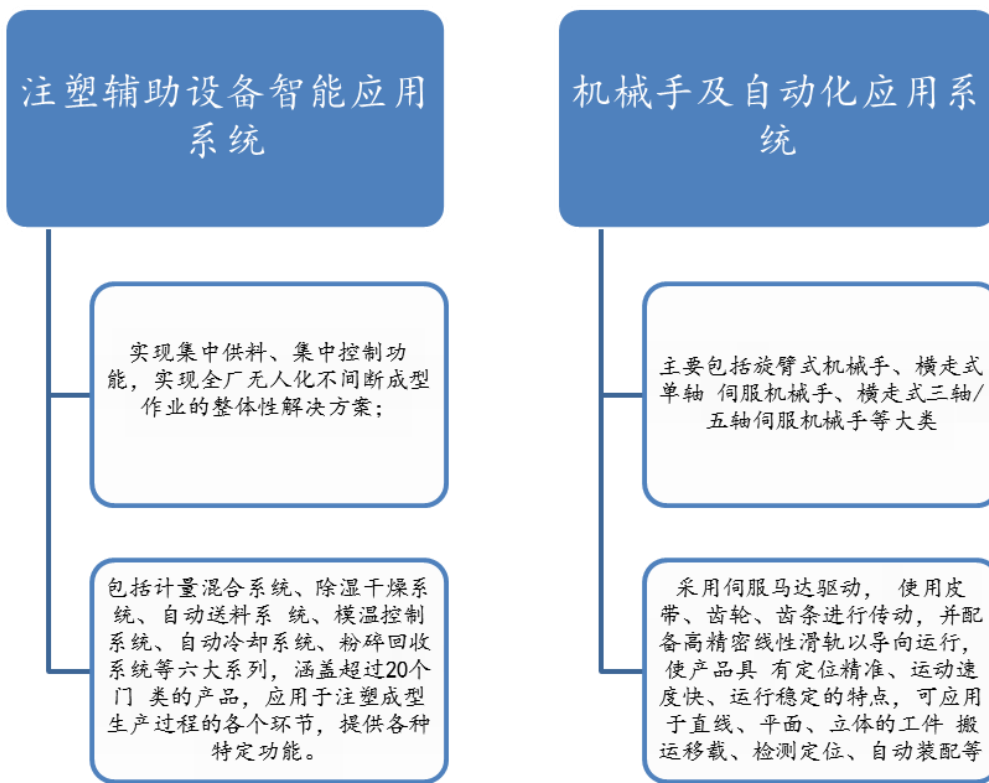 注塑辅助设备智能应用
系统
实现集中供料、集中控制功
能，实现全厂无人化不间断成型
作业的整体性解决方案；
包括计量混合系统、除湿干燥系
统、自动送料系 统、模温控制
系统、自动冷却系统、粉碎回收
系统等六大系列，涵盖超过20个
门 类的产品，应用于注塑成型
生产过程的各个环节，提供各种
特定功能。
机械手及自动化应用系
统
主要包括旋臂式机械手、横走式
单轴 伺服机械手、横走式三轴/
五轴伺服机械手等大类
采用伺服马达驱动， 使用皮
带、齿轮、齿条进行传动，并配
备高精密线性滑轨以导向运行，
使产品具 有定位精准、运动速
度快、运行稳定的特点，可应用
于直线、平面、立体的工件 搬
运移载、检测定位、自动装配等